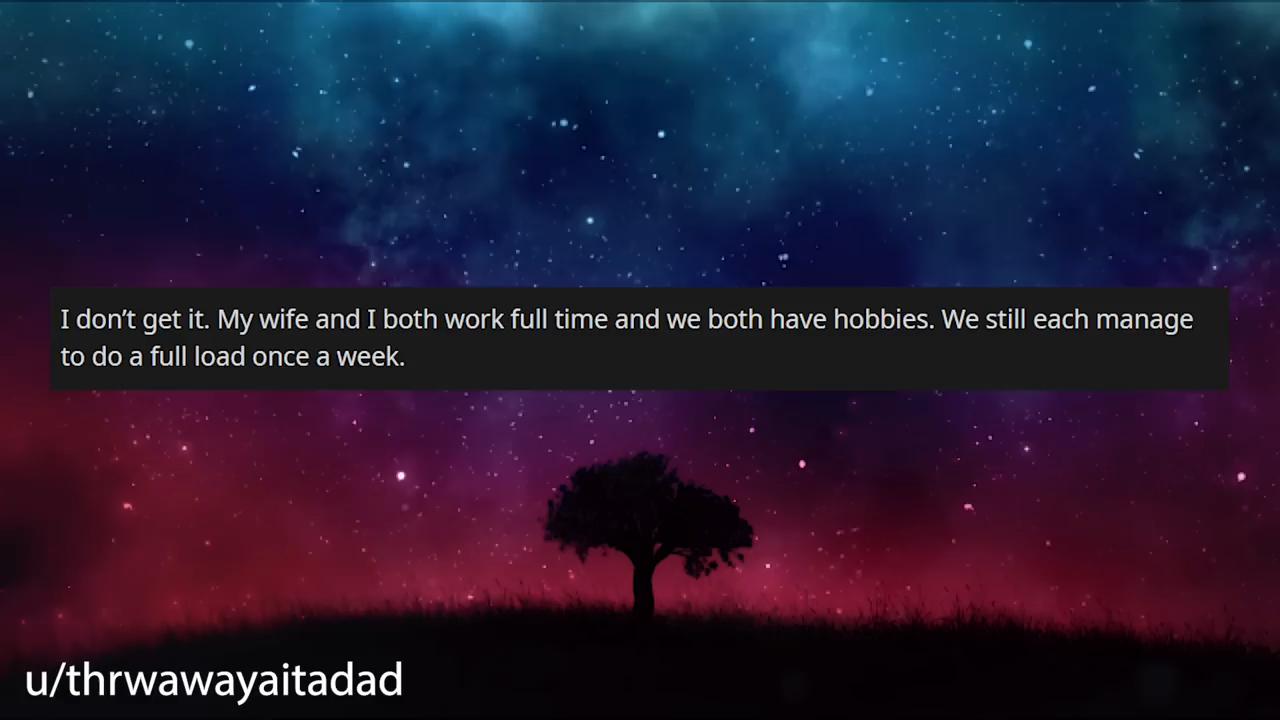 I don’t get it. My wife and I both work full time and we both have hobbies. We still each manage
to do a full load once a week.
u/thrwawayaitadad